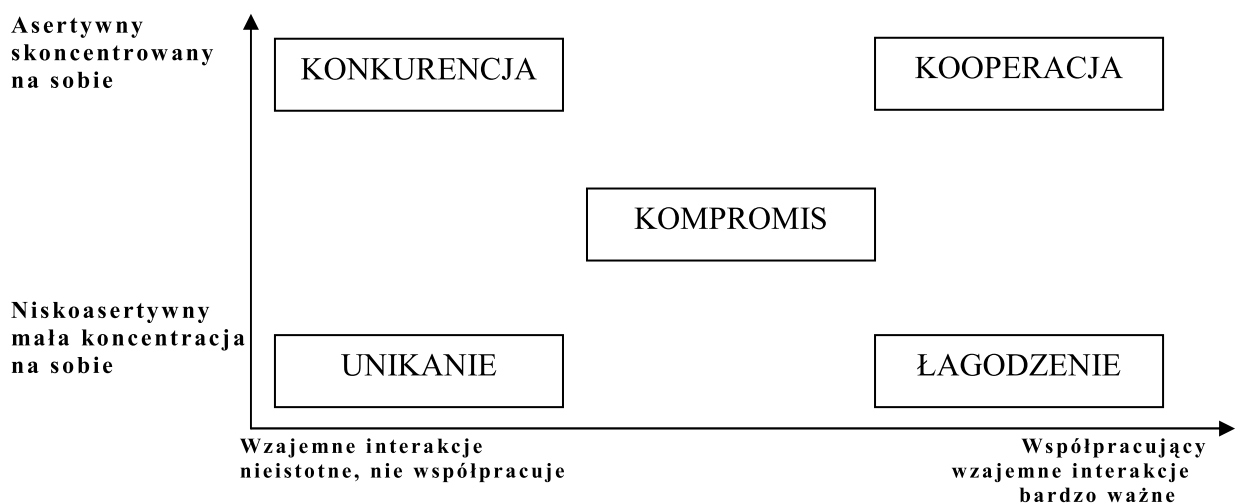 Asertywny
skoncentrowany
na sobie
KONKURENCJA
KOOPERACJA
KOMPROMIS
Niskoasertywny
mała koncentracja
na sobie
UNIKANIE
ŁAGODZENIE
Wzajemne interakcje
nieistotne, nie współpracuje
Współpracujący
wzajemne interakcje
bardzo ważne